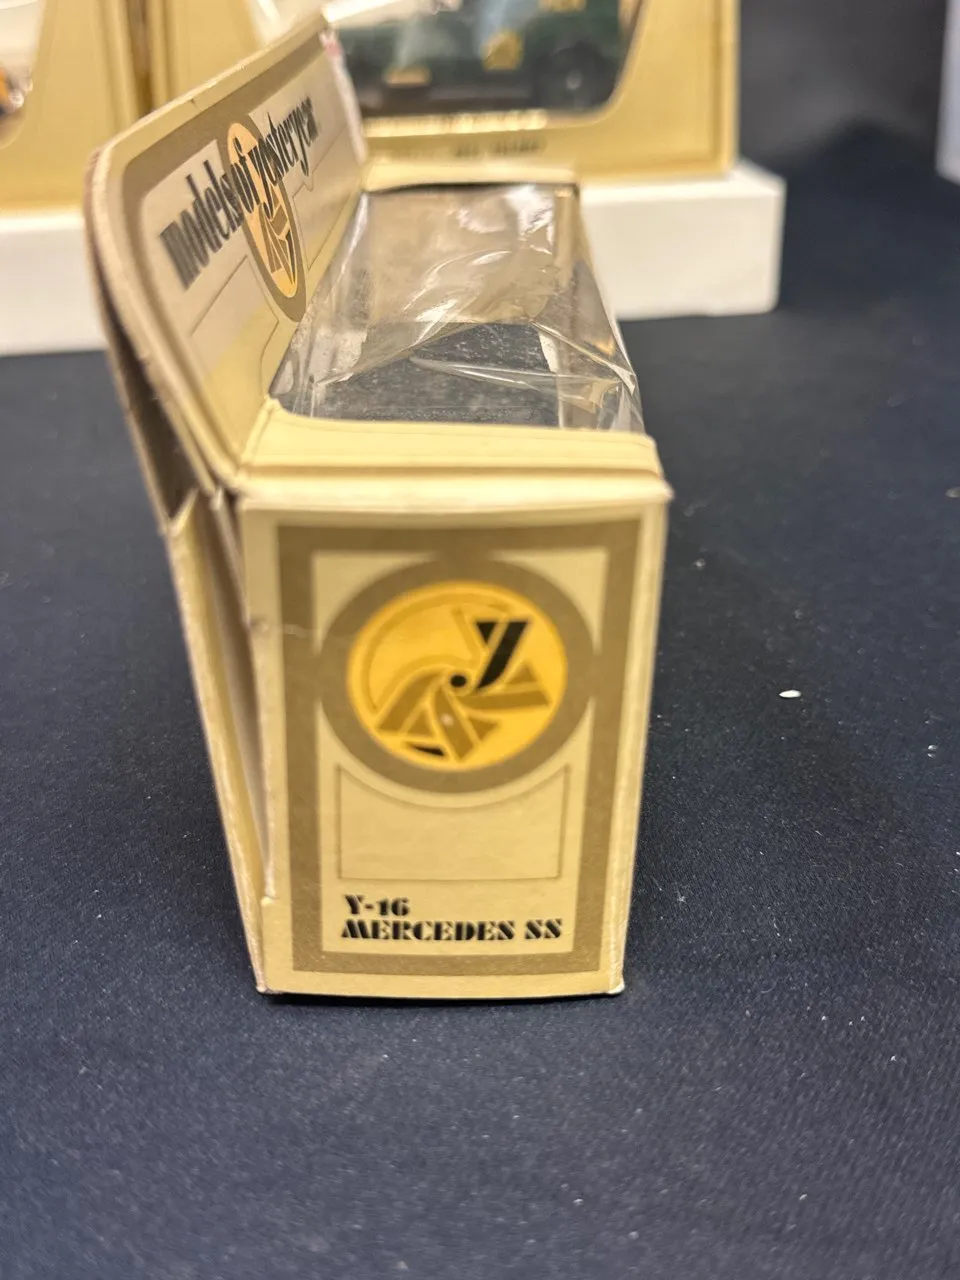 models of yesteryear
Y
Y-16
MERCEDES SS